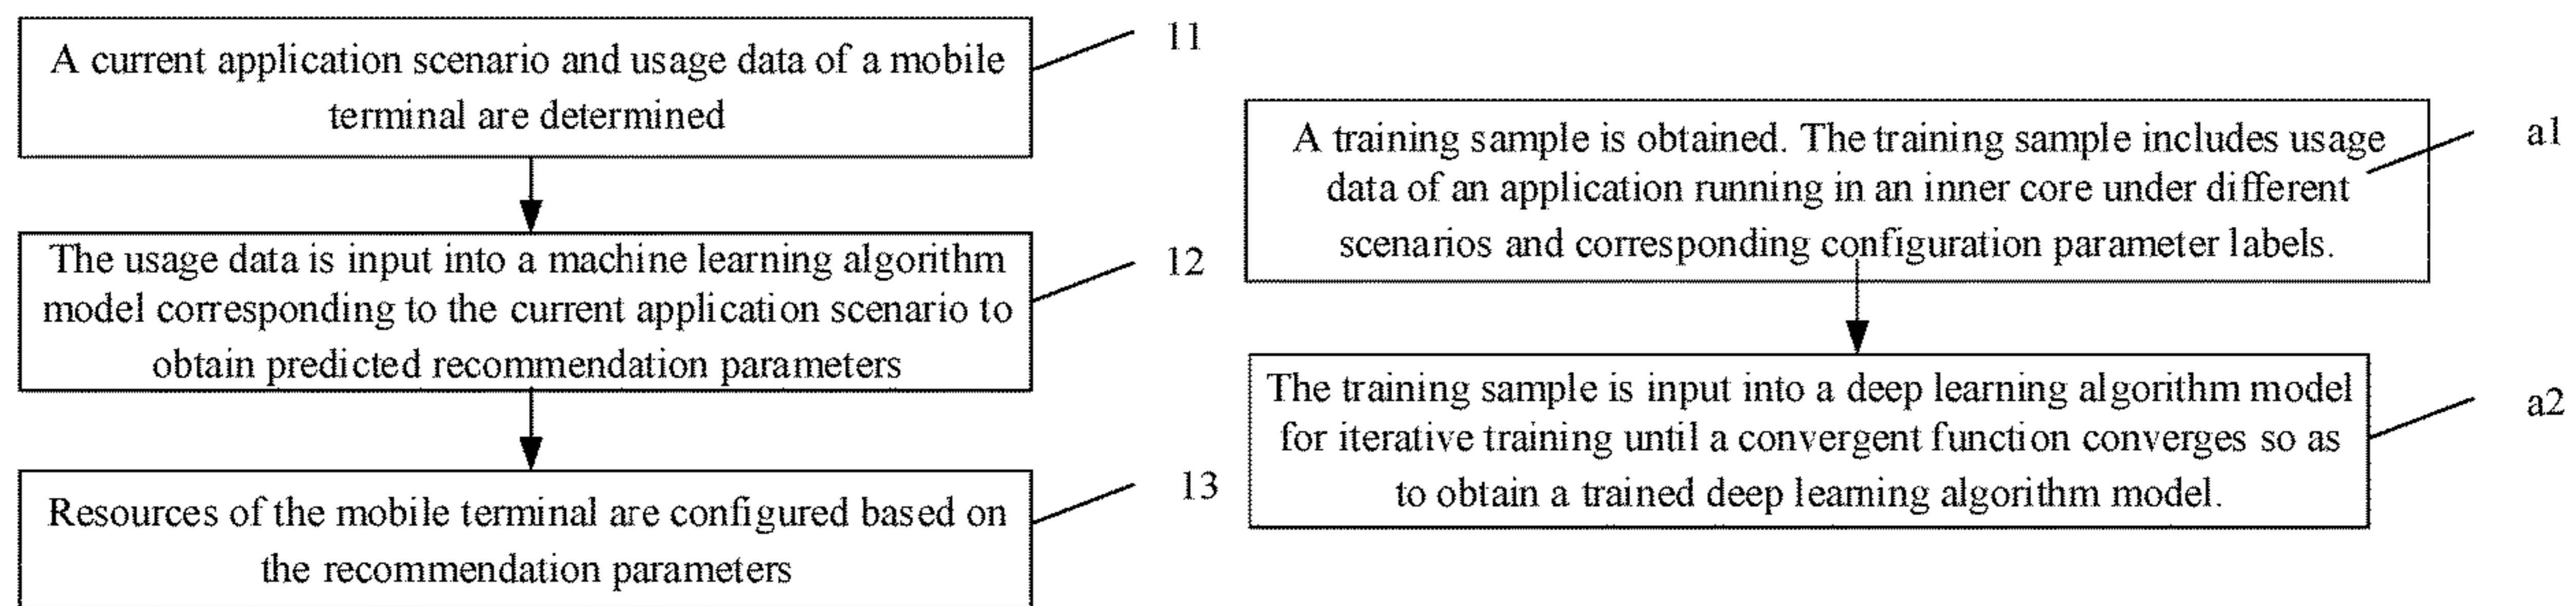 A current application scenario and usage data of a mobile
terminal are determined
11
The usage data is input into a machine learning algorithm
model corresponding to the current application scenario to
obtain predicted recommendation parameters
12
Resources of the mobile terminal are configured based on
the recommendation parameters
13
A training sample is obtained. The training sample includes usage
data of an application running in an inner core under different
scenarios and corresponding configuration parameter labels.
a1
The training sample is input into a deep learning algorithm model
for iterative training until a convergent function converges so as
to obtain a trained deep learning algorithm model.
a2